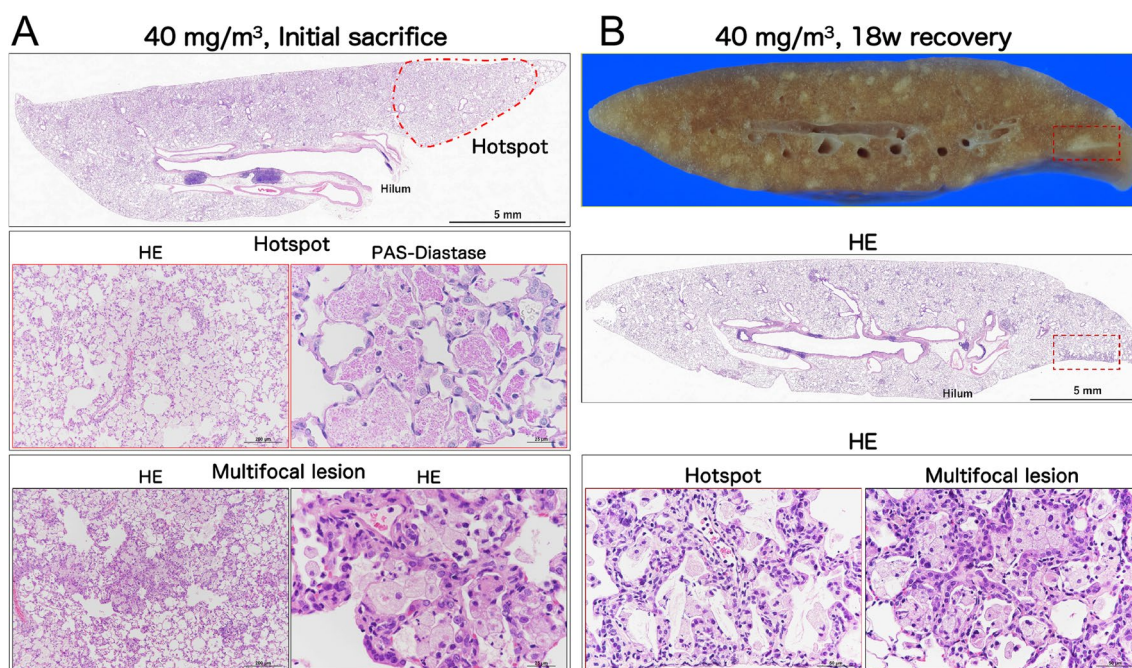 A
40 mg/m³, Initial sacrifice
Hotspot
Hilum
5 mm
Hotspot
HE
PAS-Diastase
Multifocal lesion
HE
HE
B
40 mg/m³, 18w recovery
HE
Hilum
5 mm
HE
Hotspot
Multifocal lesion